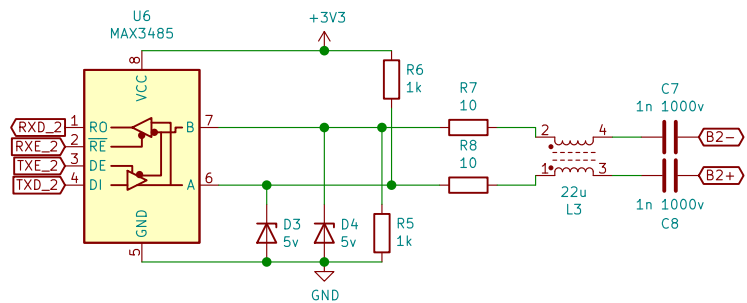 U6
MAX3485
+3V3
8
VCC
R6
1k
R7
10
C7
1n 1000v
RXD_2
1
RO
B
7
2
4
B2-
RXE_2
2
RE
R8
10
TXE_2
3
DE
1
3
B2+
TXD_2
4
DI
A
6
22u
L3
1n 1000v
C8
GND
5
D3
5v
D4
5v
R5
1k
GND